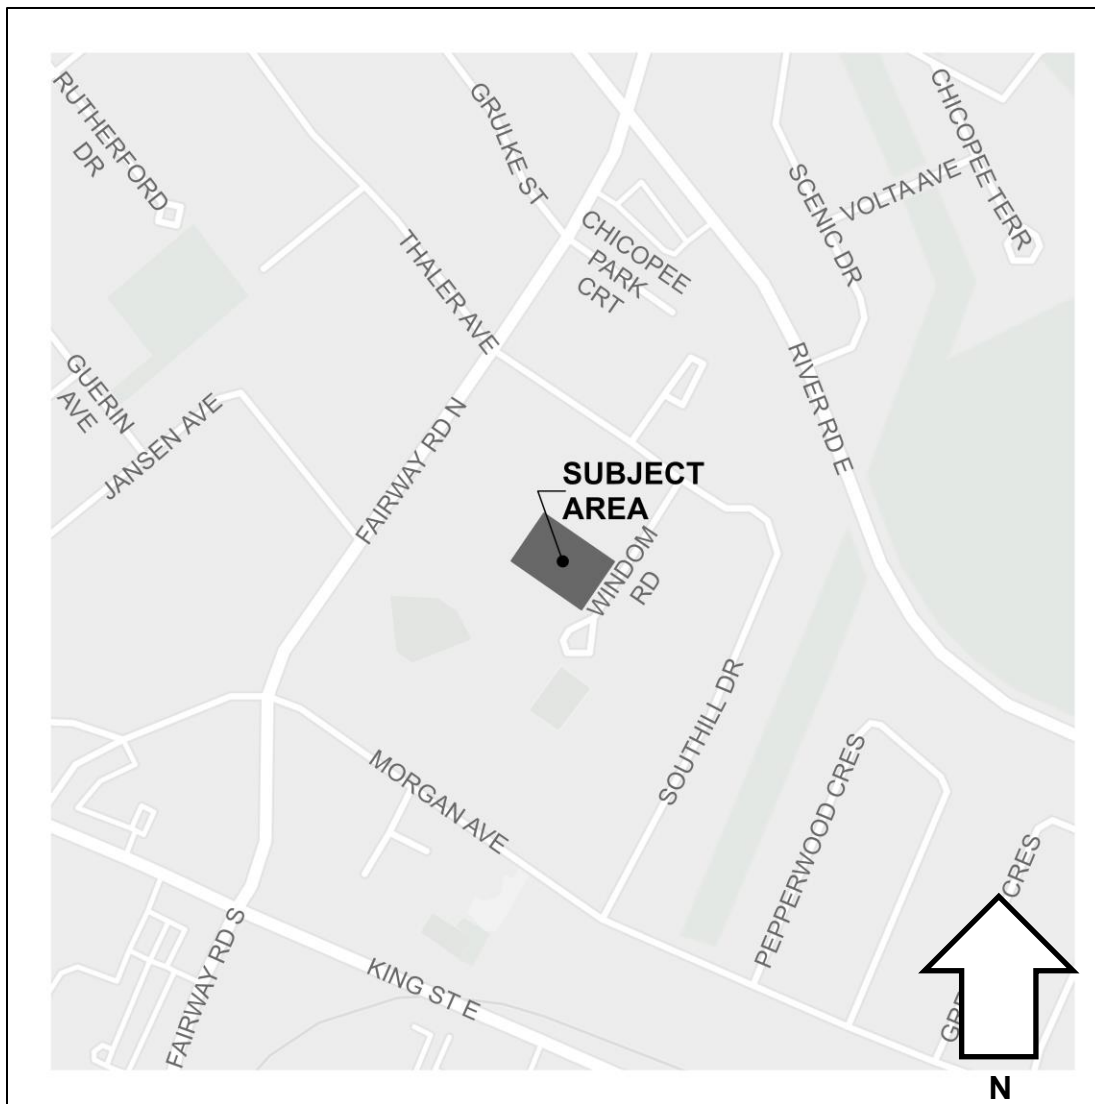 RUTHERFORD
DR
GRULKE ST
CHICOPEE TERR
SCENIC DR
VOLTA AVE
CHICOPEE
PARK
CRT
THALER AVE
GUERIN
AVE
JANSEN AVE
FAIRWAY RD N
RIVER RD E
SUBJECT
AREA
WINDOM
RD
SOUTHILL DR
MORGAN AVE
PEPPERWOOD CRES
CRES
FAIRWAY RD S
KING ST E
N